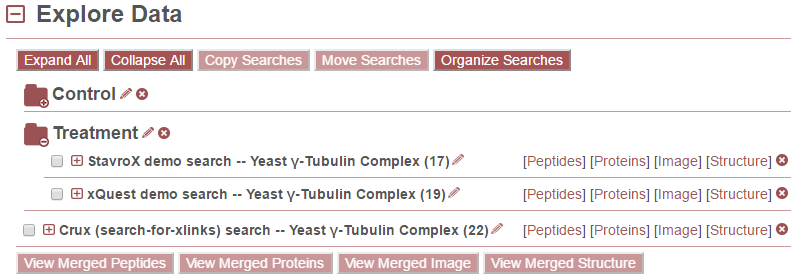 Explore Data
Expand All Collapse All Copy Searches Move Searches Organize Searches
Control
Treatment
StavroX demo search -- Yeast γ-Tubulin Complex (17) [Peptides] [Proteins] [Image] [Structure]
xQuest demo search -- Yeast γ-Tubulin Complex (19) [Peptides] [Proteins] [Image] [Structure]
Crux (search-for-xlinks) search -- Yeast γ-Tubulin Complex (22) [Peptides] [Proteins] [Image] [Structure]
View Merged Peptides View Merged Proteins View Merged Image View Merged Structure